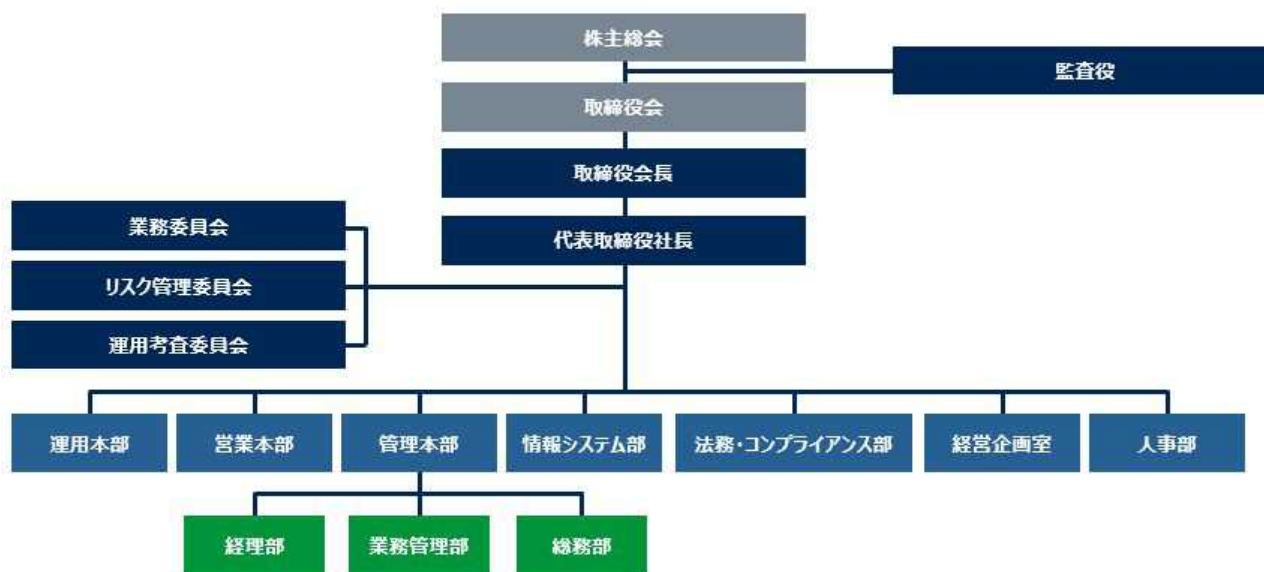 株主総会
監査役
取締役会
取締役会長
代表取締役社長
業務委員会
リスク管理委員会
運用考査委員会
運用本部
営業本部
管理本部
情報システム部
法務・コンプライアンス部
経営企画室
人事部
経理部
業務管理部
総務部